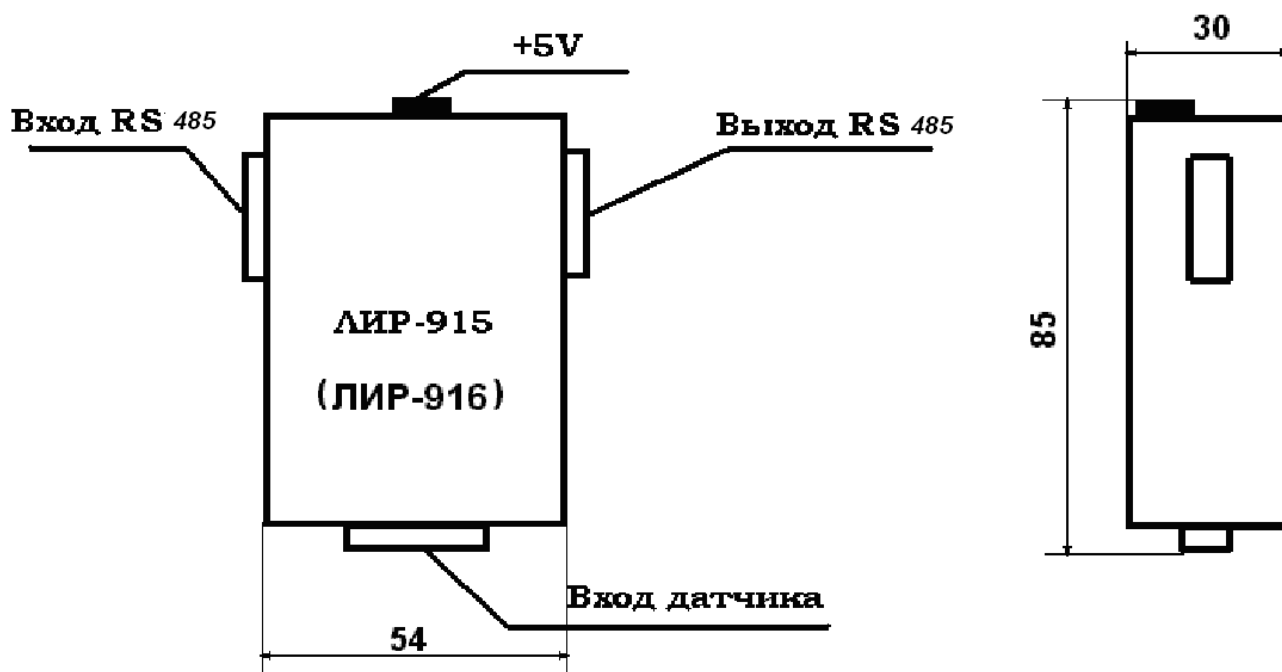 +5V
30
Вход RS 485
Выход RS 485
85
ЛИР-915
(ЛИР-916)
Вход датчика
54